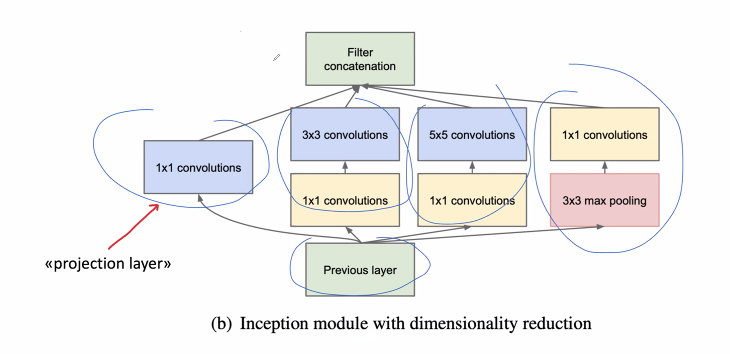 Filter
concatenation
3x3 convolutions
5x5 convolutions
1x1 convolutions
1x1 convolutions
1x1 convolutions
1x1 convolutions
3x3 max pooling
«projection layer»
Previous layer
(b) Inception module with dimensionality reduction